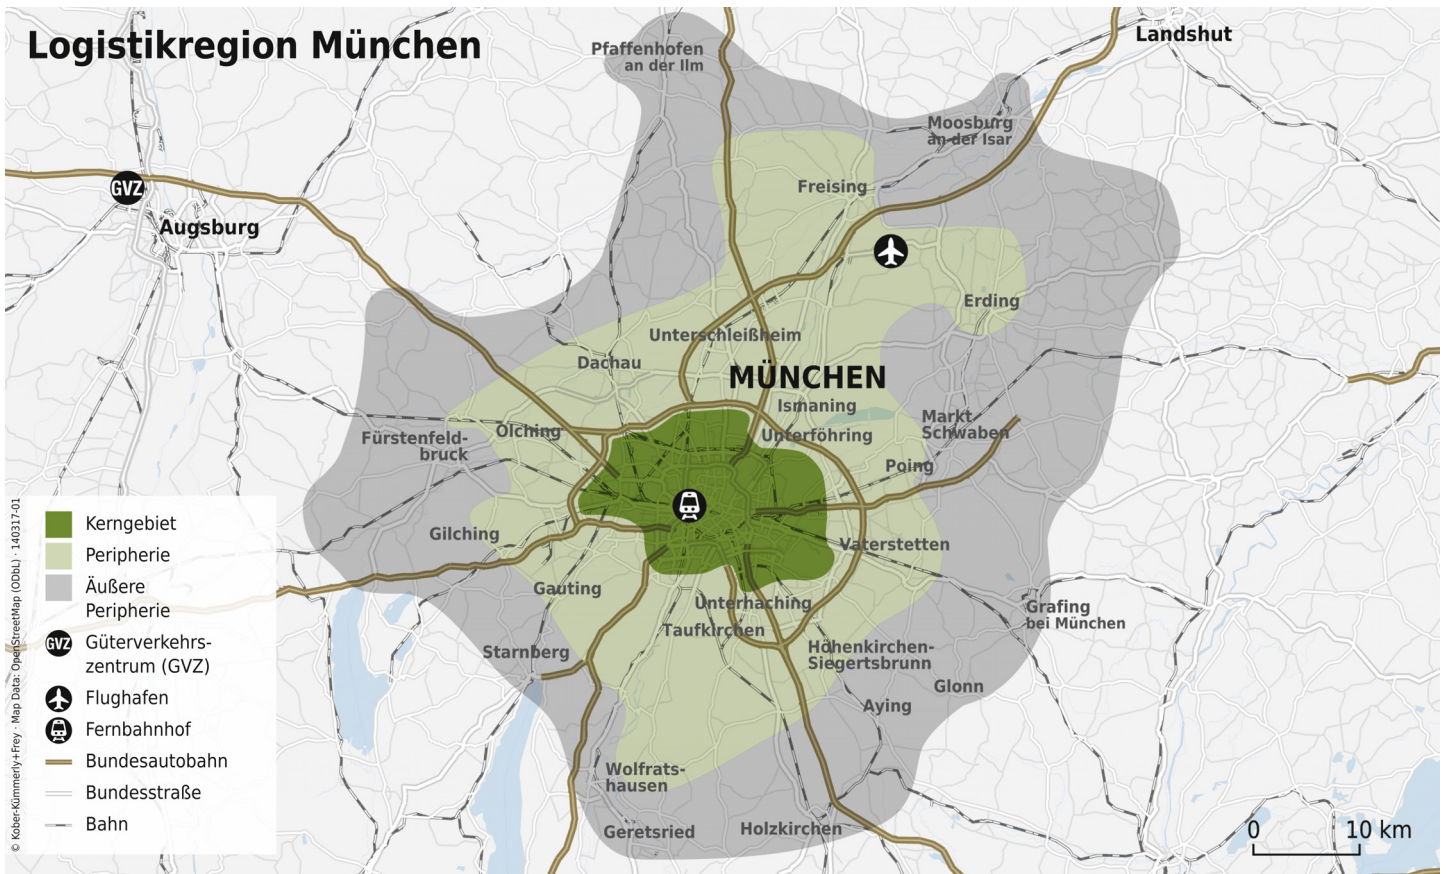 Logistikregion München
Pfaffenhofen
an der Ilm
Landshut
Moosburg
an der Isar
GVZ
Freising
Augsburg
Erding
Unterschleißheim
Dachau
MÜNCHEN
Ismaning
Markt
Schwaben
Olching
Unterföhring
Fürstenfeld-
bruck
Poing
Gilching
Vaterstetten
Gauting
Unterhaching
Grafing
bei München
Taufkirchen
Starnberg
Höhenkirchen-
Siegertsbrunn
Glonn
Aying
Wolfrats-
hausen
Geretsried
Holzkirchen
Kerngebiet
Peripherie
Äußere
Peripherie
GVZ
Güterverkehrs-
zentrum (GVZ)
Flughafen
Fernbahnhof
Bundesautobahn
Bundesstraße
Bahn
0 10 km
© Kober-Kümmerly+Frey · Map Data: OpenStreetMap (ODbL) · 140317-01